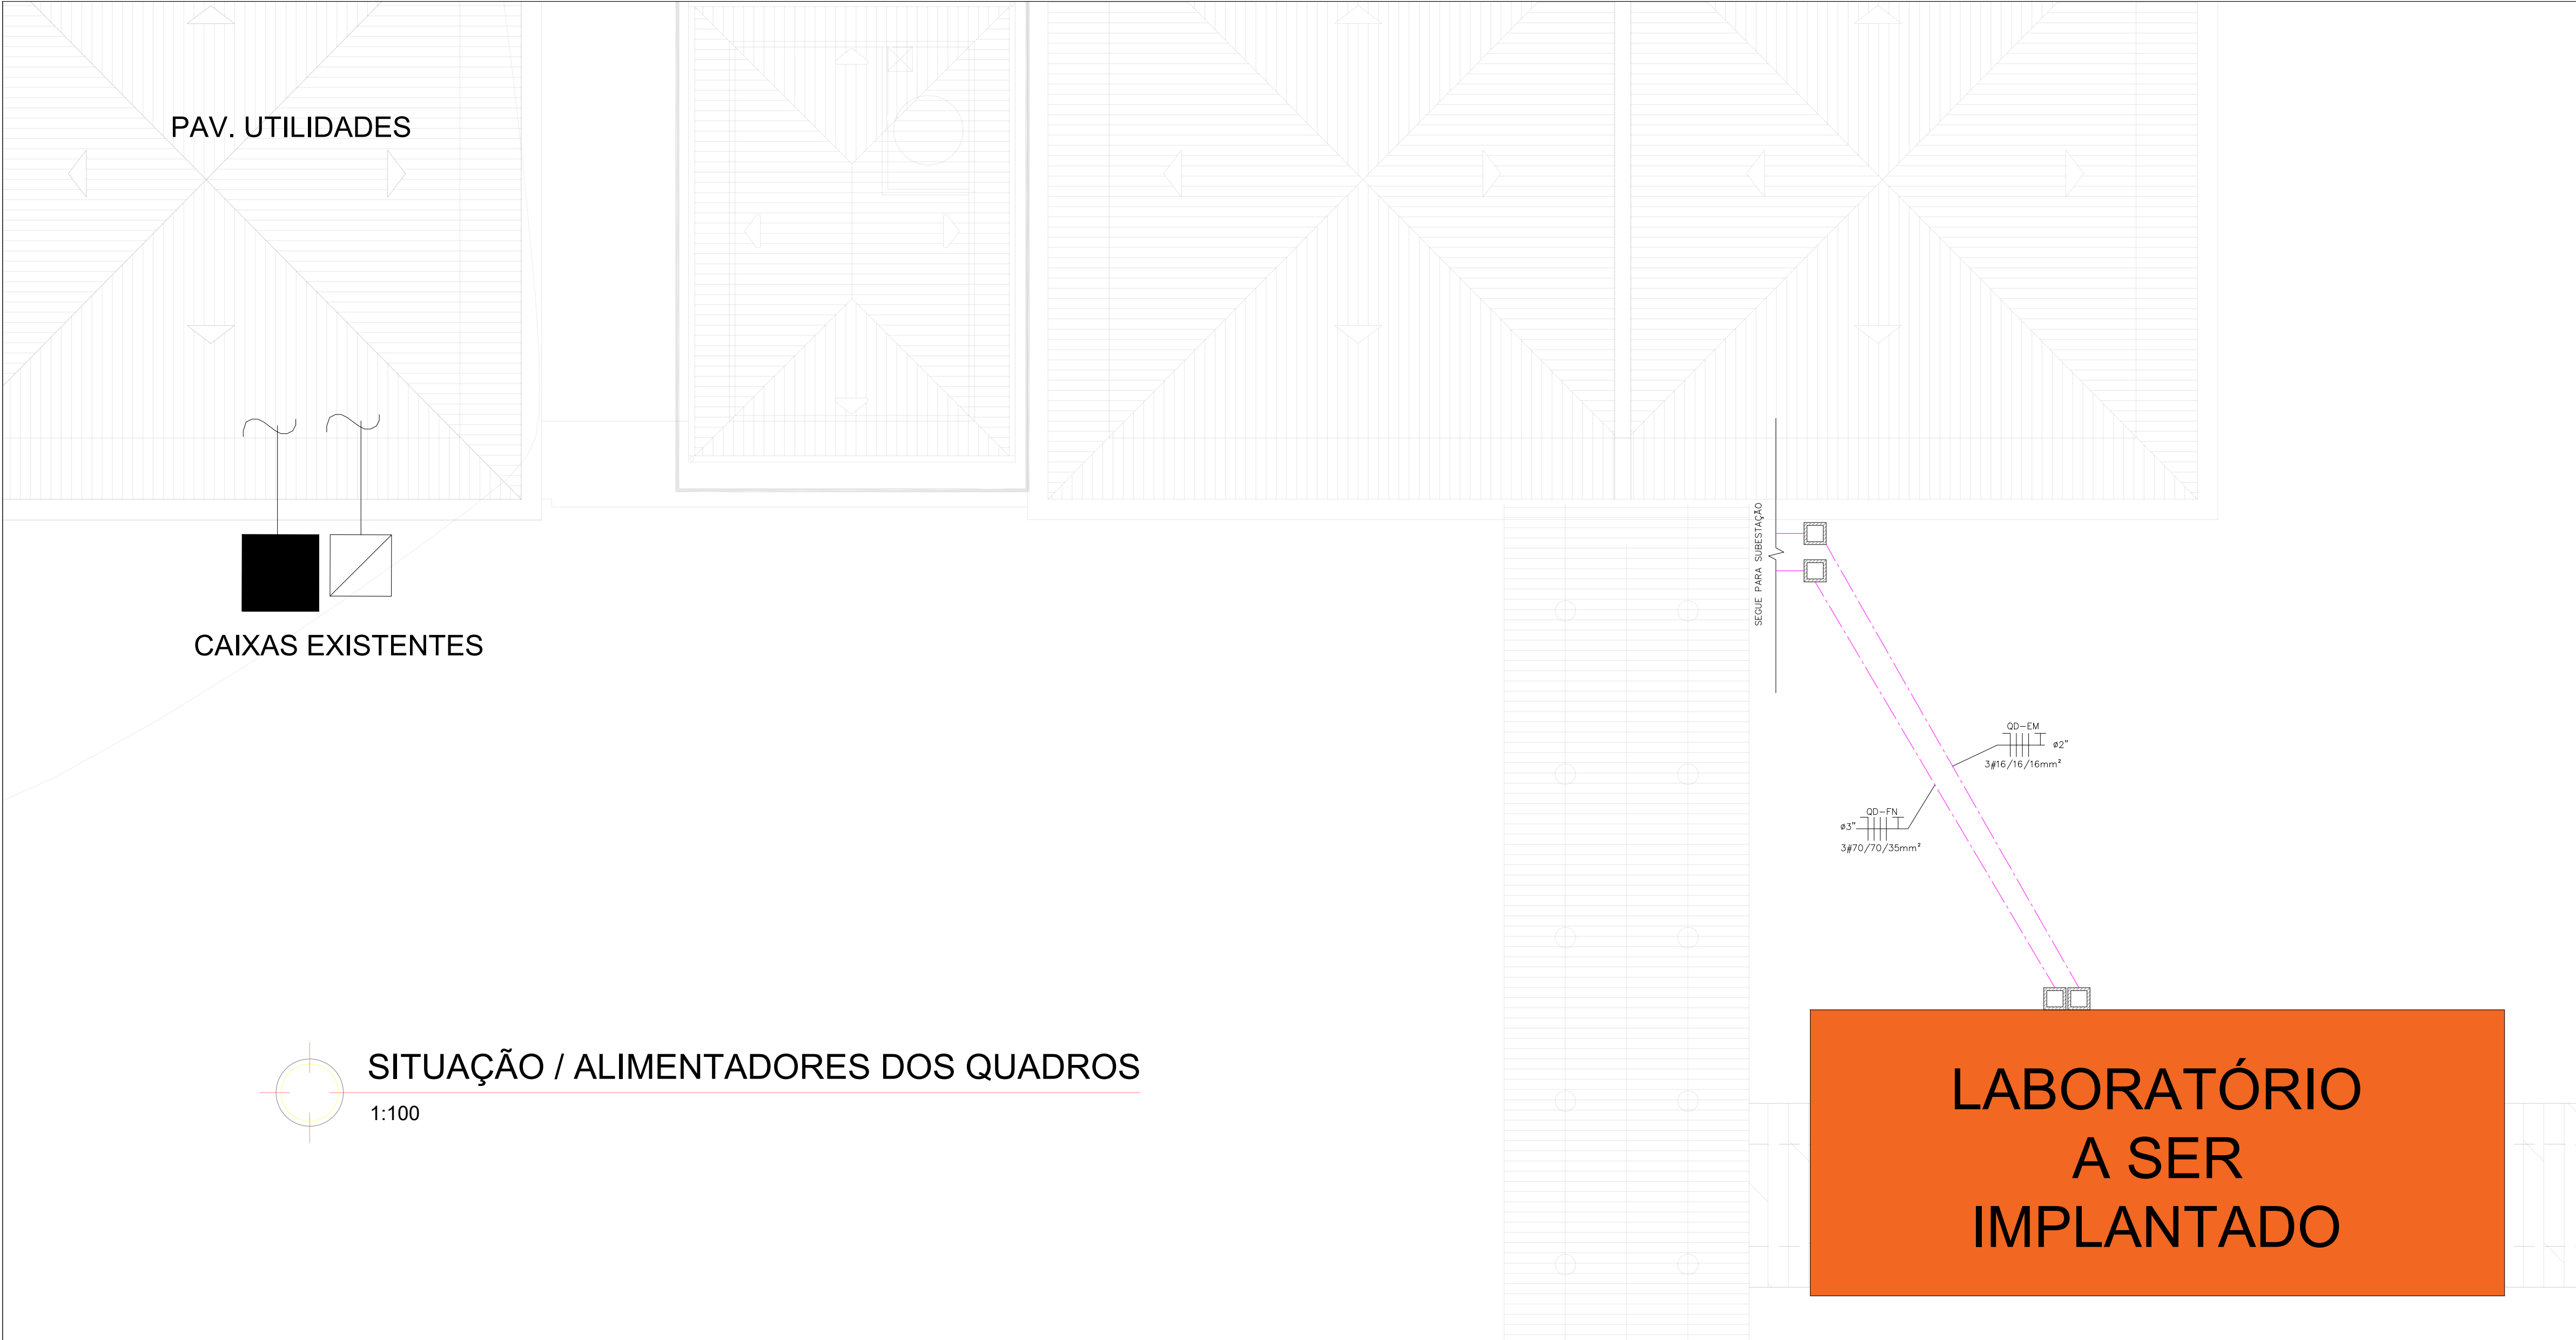 PAV. UTILIDADES
CAIXAS EXISTENTES
SEGUE PARA SUBESTAÇÃO
QD-EM
ø2"
3#16/16/16mm²
QD-FN
ø3"
3#70/70/35mm²
SITUAÇÃO / ALIMENTADORES DOS QUADROS
1:100
LABORATÓRIO
A SER
IMPLANTADO